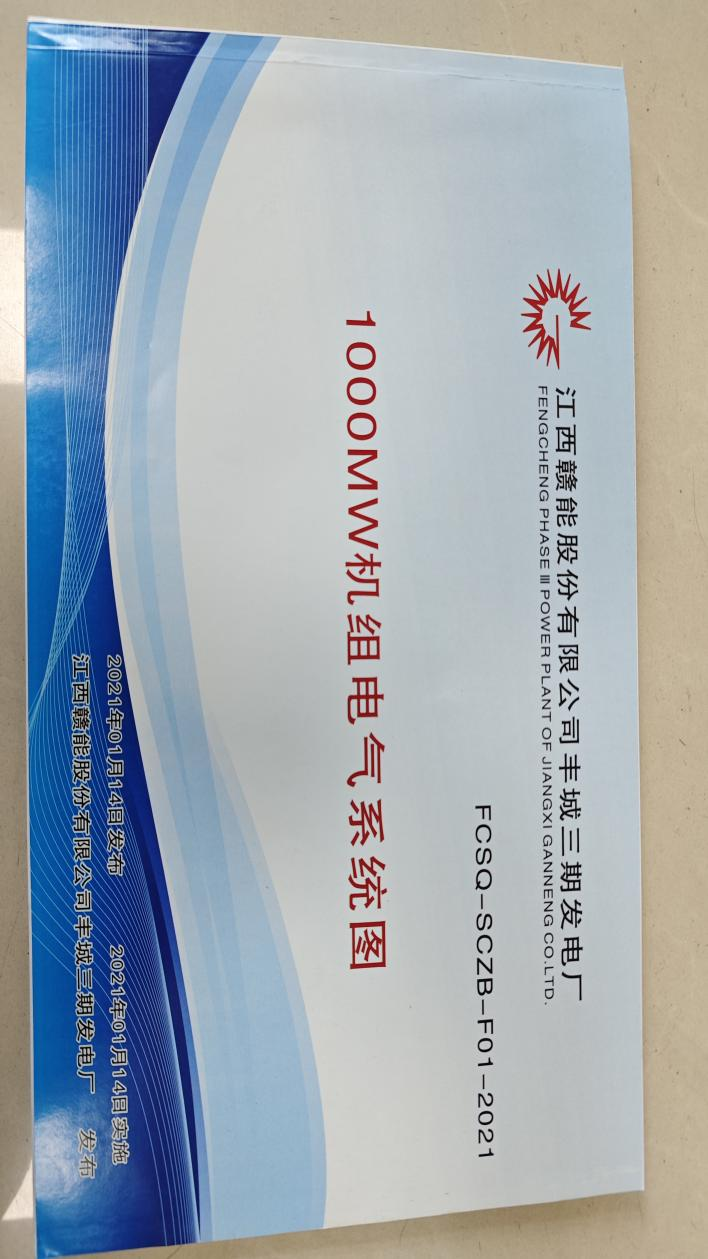 江西赣能股份有限公司丰城三期发电厂
FENGCHENG PHASE Ⅲ POWER PLANT OF JIANGXI GANNENG CO.LTD.
FCSQ-SCZB-F01-2021
1000MW机组电气系统图
2021年01月14日发布 2021年01月14日实施
江西赣能股份有限公司丰城三期发电厂 发布